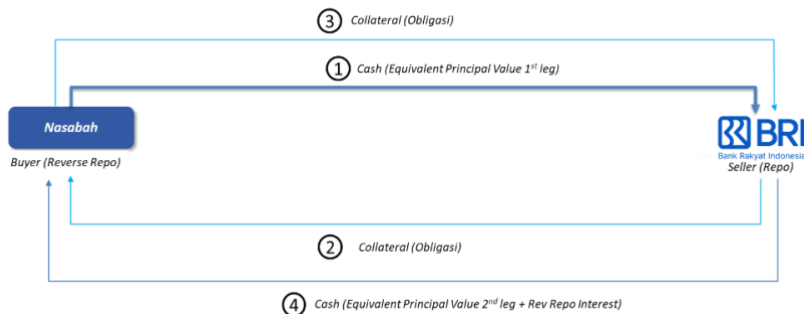 3 Collateral (Obligasi)
1 Cash (Equivalent Principal Value 1st leg)
Nasabah
Buyer (Reverse Repo)
BRI
Bank Rakyat Indonesia
Seller (Repo)
2 Collateral (Obligasi)
4 Cash (Equivalent Principal Value 2nd leg + Rev Repo Interest)